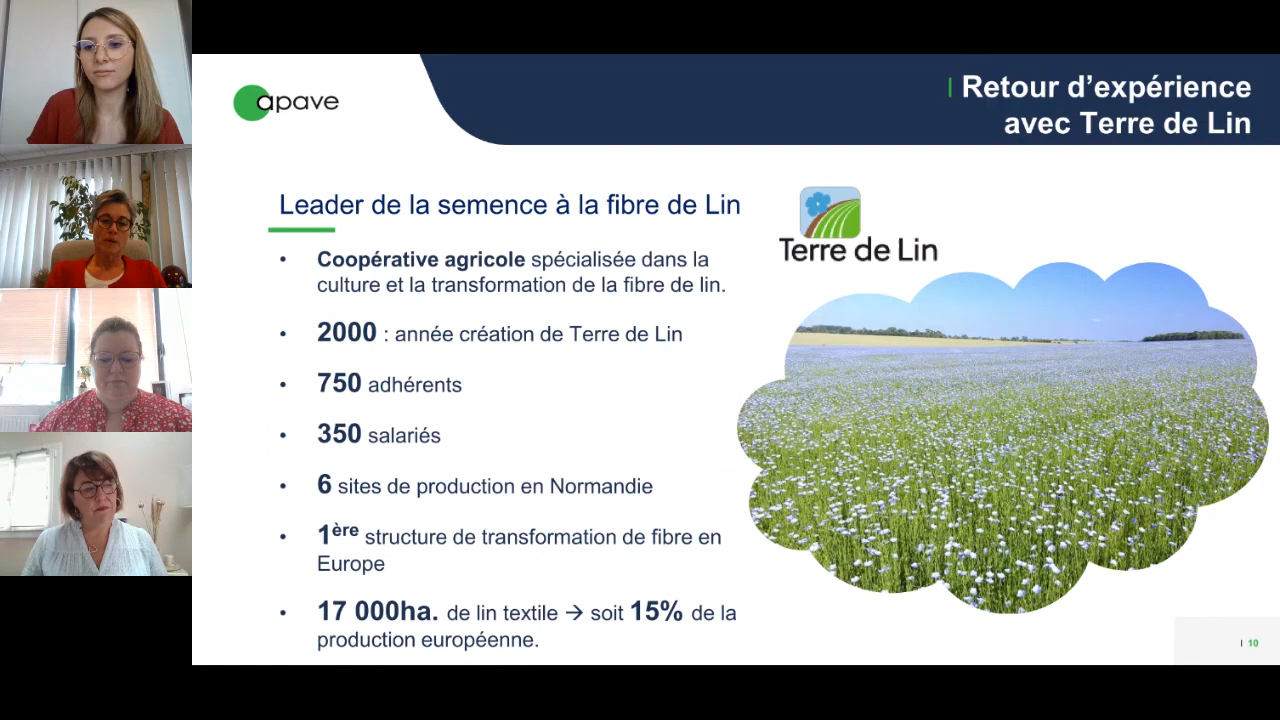 apave
| Retour d’expérience
avec Terre de Lin
Leader de la semence à la fibre de Lin
Terre de Lin
• Coopérative agricole spécialisée dans la
culture et la transformation de la fibre de lin.
• 2000 : année création de Terre de Lin
• 750 adhérents
• 350 salariés
• 6 sites de production en Normandie
• 1ère structure de transformation de fibre en
Europe
• 17 000ha. de lin textile → soit 15% de la
production européenne.
| 10